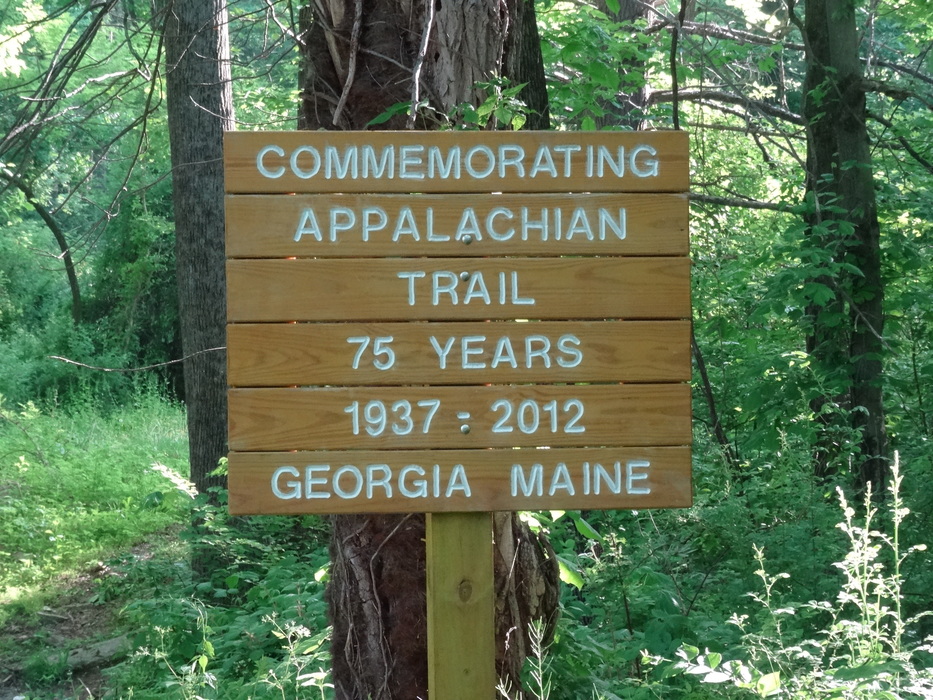 COMMEMORATING
APPALACHIAN
TRAIL
75 YEARS
1937 - 2012
GEORGIA MAINE